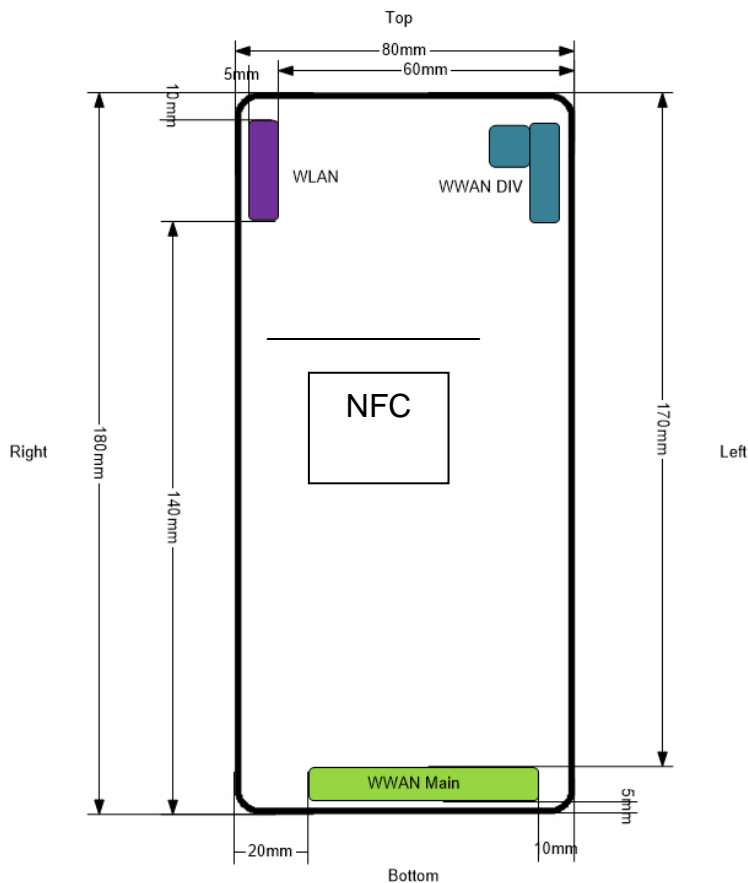 Top
80mm
60mm
5mm
10mm
WLAN
WWAN DIV
NFC
170mm
180mm
Right
Left
140mm
WWAN Main
5mm
20mm
10mm
Bottom